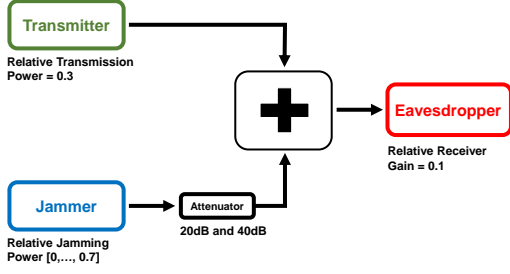 Transmitter
Relative Transmission
Power = 0.3
Eavesdropper
Relative Receiver
Gain = 0.1
Jammer
Attenuator
20dB and 40dB
Relative Jamming
Power [0,..., 0.7]